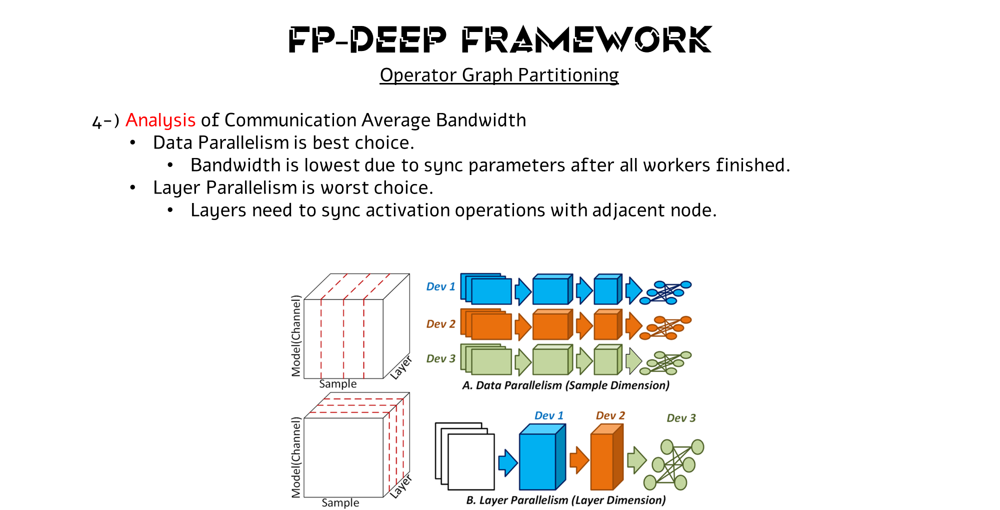 FP-DEEP FRAMEWORK
Operator Graph Partitioning
4-) Analysis of Communication Average Bandwidth
• Data Parallelism is best choice.
• Bandwidth is lowest due to sync parameters after all workers finished.
• Layer Parallelism is worst choice.
• Layers need to sync activation operations with adjacent node.
Model(Channel)
Sample
Layer
Dev 1
Dev 2
Dev 3
A. Data Parallelism (Sample Dimension)
Model(Channel)
Sample
Layer
Dev 1
Dev 2
Dev 3
B. Layer Parallelism (Layer Dimension)